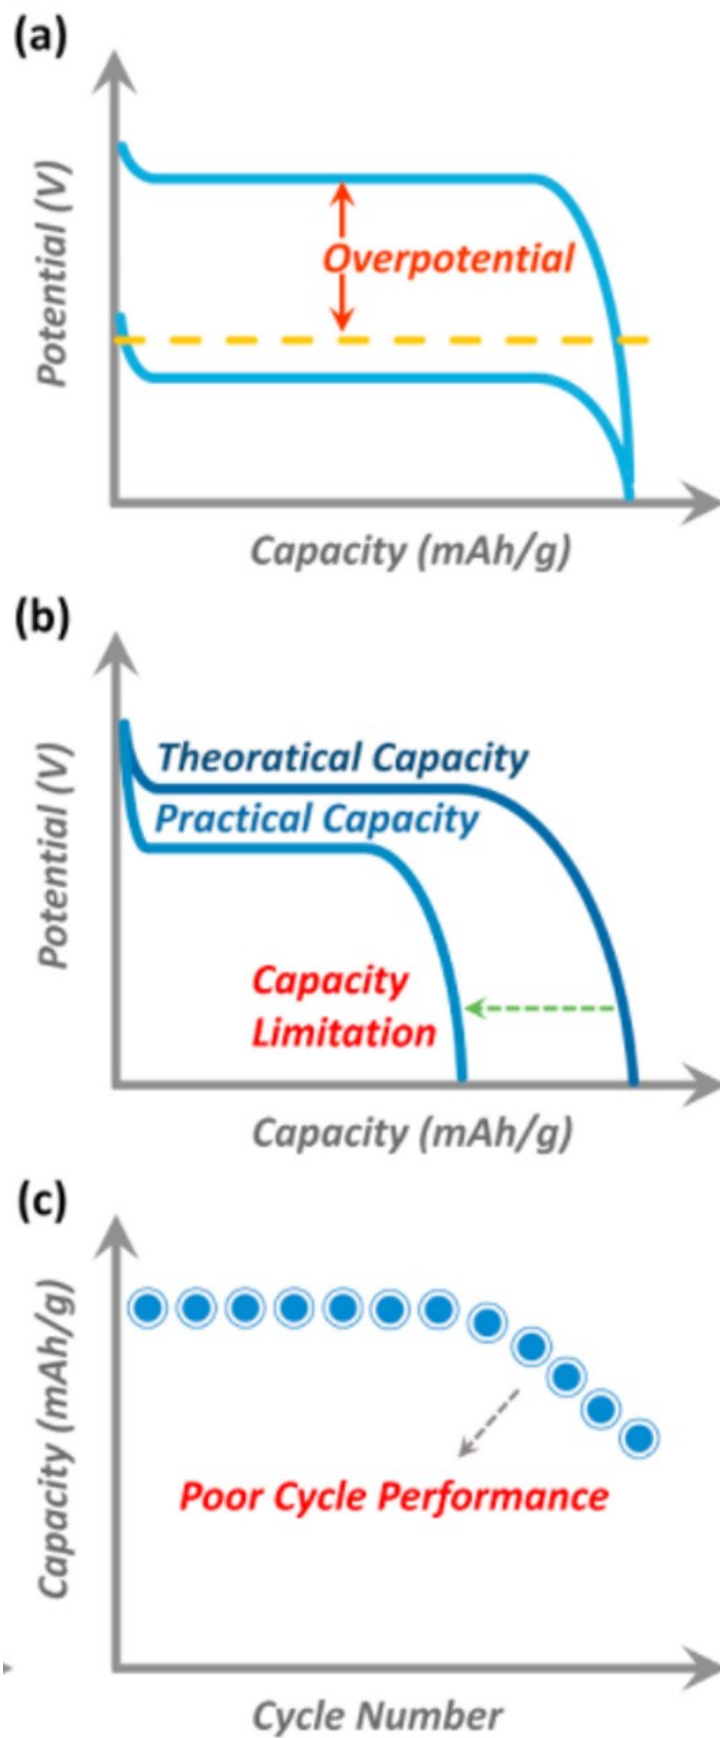 (a)
Potential (V)
Overpotential
Capacity (mAh/g)
(b)
Potential (V)
Theoratical Capacity
Practical Capacity
Capacity
Limitation
Capacity (mAh/g)
(c)
Capacity (mAh/g)
Poor Cycle Performance
Cycle Number